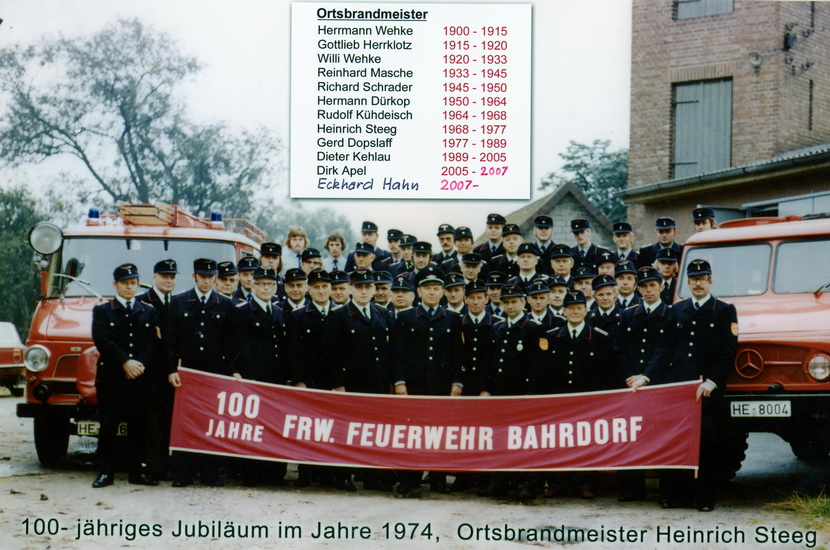 Ortsbrandmeister
Herrmann Wehke 1900 - 1915
Gottlieb Herrklotz 1915 - 1920
Willi Wehke 1920 - 1933
Reinhard Masche 1933 - 1945
Richard Schrader 1945 - 1950
Hermann Dürkop 1950 - 1964
Rudolf Kühdeisch 1964 - 1968
Heinrich Steeg 1968 - 1977
Gerd Dopslaff 1977 - 1989
Dieter Kehlau 1989 - 2005
Dirk Apel 2005 - 2007
Eckhard Hahn 2007-
HE
HE 8004
100 JAHRE FRW. FEUERWEHR BAHRDORF
100- jähriges Jubiläum im Jahre 1974, Ortsbrandmeister Heinrich Steeg